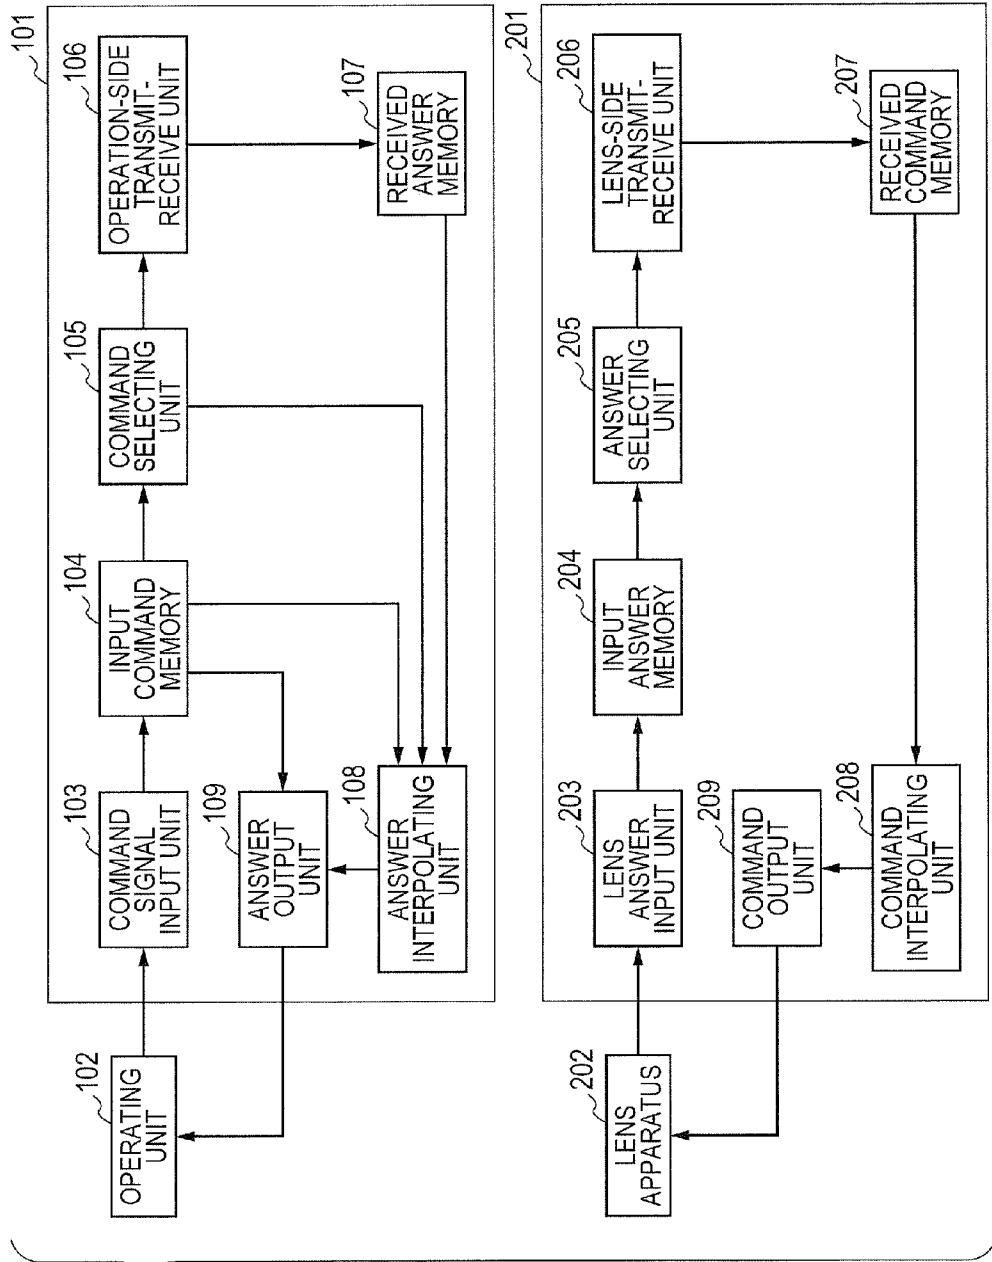 101
102
OPERATING
UNIT
103
COMMAND
SIGNAL
INPUT UNIT
104
INPUT
COMMAND
MEMORY
105
COMMAND
SELECTING
UNIT
106
OPERATION-SIDE
TRANSMIT-
RECEIVE UNIT
109
ANSWER
OUTPUT
UNIT
108
ANSWER
INTERPOLATING
UNIT
107
RECEIVED
ANSWER
MEMORY
201
202
LENS
APPARATUS
203
LENS
ANSWER
INPUT UNIT
204
INPUT
ANSWER
MEMORY
205
ANSWER
SELECTING
UNIT
206
LENS-SIDE
TRANSMIT-
RECEIVE UNIT
209
COMMAND
OUTPUT
UNIT
208
COMMAND
INTERPOLATING
UNIT
207
RECEIVED
COMMAND
MEMORY